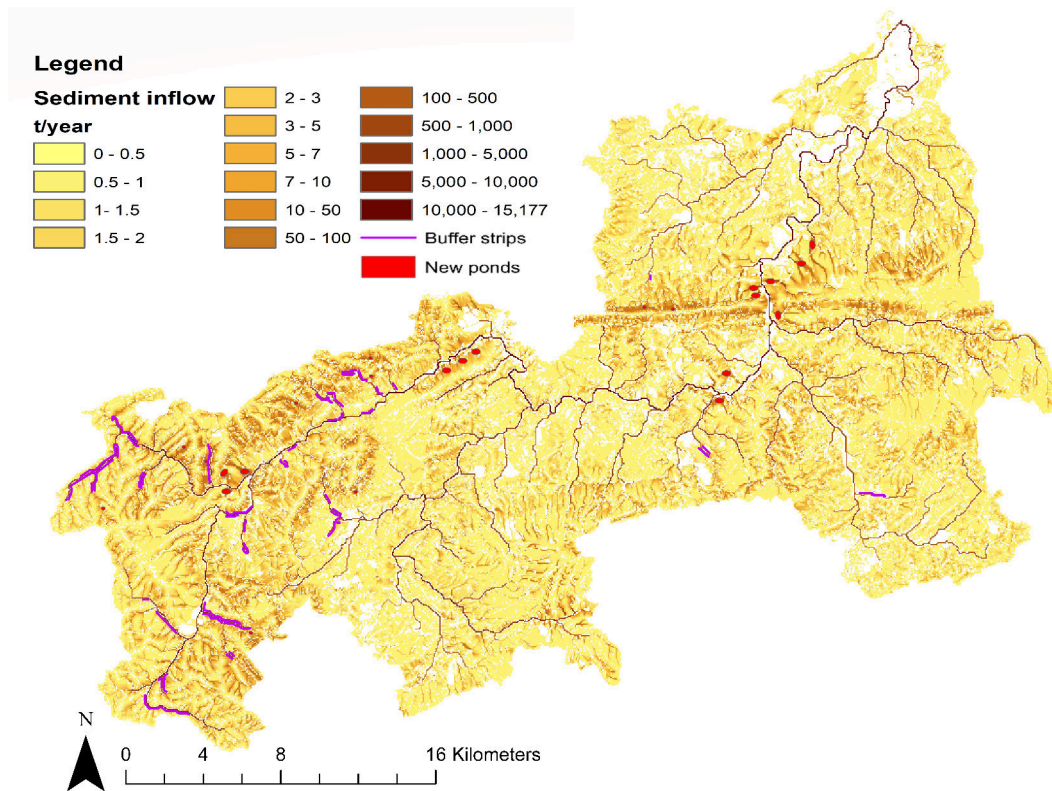 Legend
Sediment inflow
t/year
0 - 0.5
0.5 - 1
1- 1.5
1.5 - 2
2 - 3
3 - 5
5 - 7
7 - 10
10 - 50
50 - 100
100 - 500
500 - 1,000
1,000 - 5,000
5,000 - 10,000
10,000 - 15,177
Buffer strips
New ponds
N
0 4 8 16 Kilometers